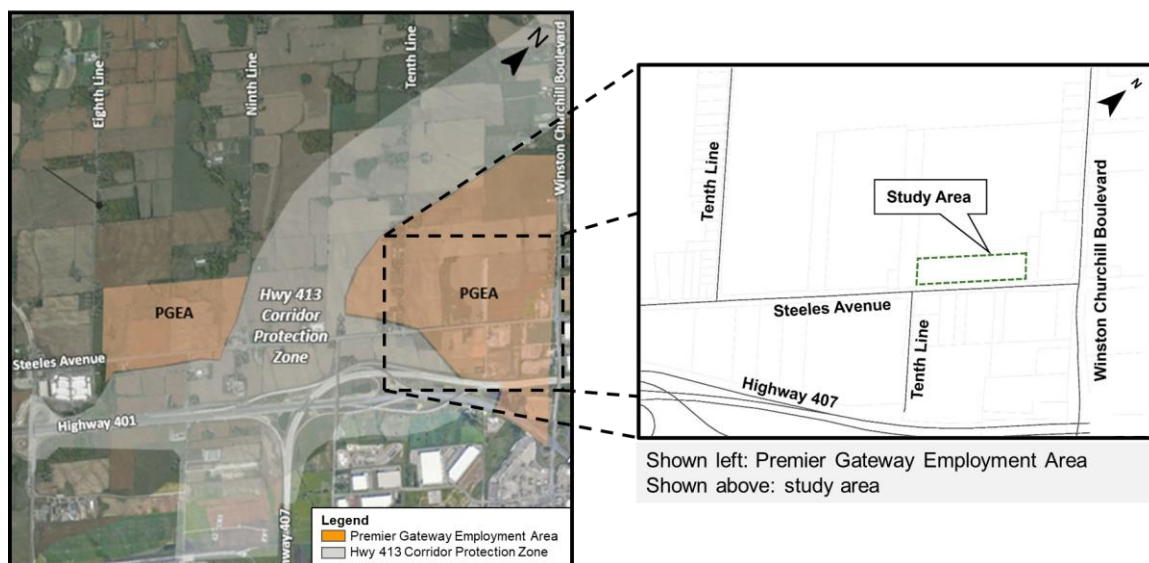 N
Eighth Line
Ninth Line
Tenth Line
Winston Churchill Boulevard
PGEA
Hwy 413
Corridor
Protection
Zone
PGEA
Steeles Avenue
Highway 401
Highway 407
Legend
Premier Gateway Employment Area
Hwy 413 Corridor Protection Zone
N
Tenth Line
Study Area
Steeles Avenue
Tenth Line
Winston Churchill Boulevard
Highway 407
Shown left: Premier Gateway Employment Area
Shown above: study area